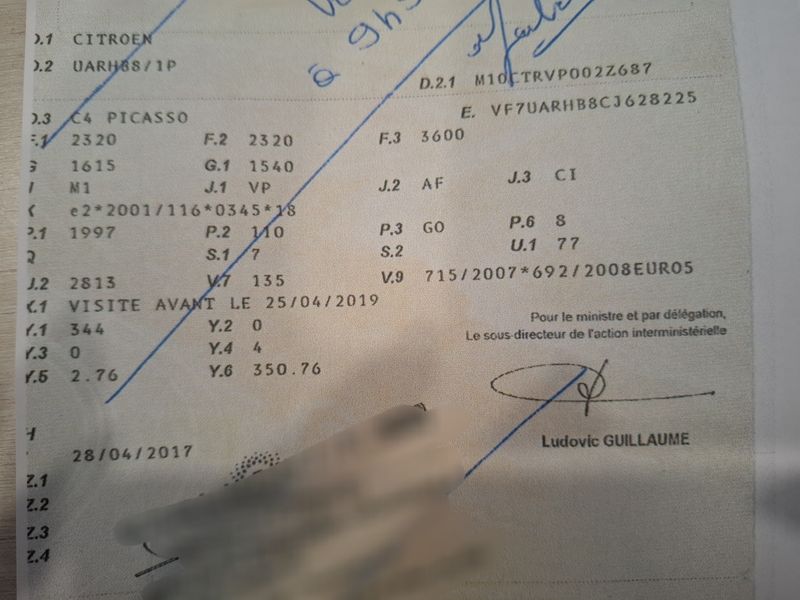 à 9h
D.1 CITROEN
D.2 UARHB8/1P D.2.1 M10CTRVP002Z687
D.3 C4 PICASSO E. VF7UARHB8CJ628225
F.1 2320 F.2 2320 F.3 3600
G 1615 G.1 1540
J M1 J.1 VP J.2 AF J.3 CI
K e2*2001/116*0345*18
P.1 1997 P.2 110 P.3 GO P.6 8
Q S.1 7 S.2 U.1 77
U.2 2813 V.7 135 V.9 715/2007*692/2008EURO5
X.1 VISITE AVANT LE 25/04/2019
Y.1 344 Y.2 0
Y.3 0 Y.4 4
Y.5 2.76 Y.6 350.76
Pour le ministre et par délégation,
Le sous-directeur de l'action interministérielle
Ludovic GUILLAUME
H
I 28/04/2017
Z.1
Z.2
Z.3
Z.4